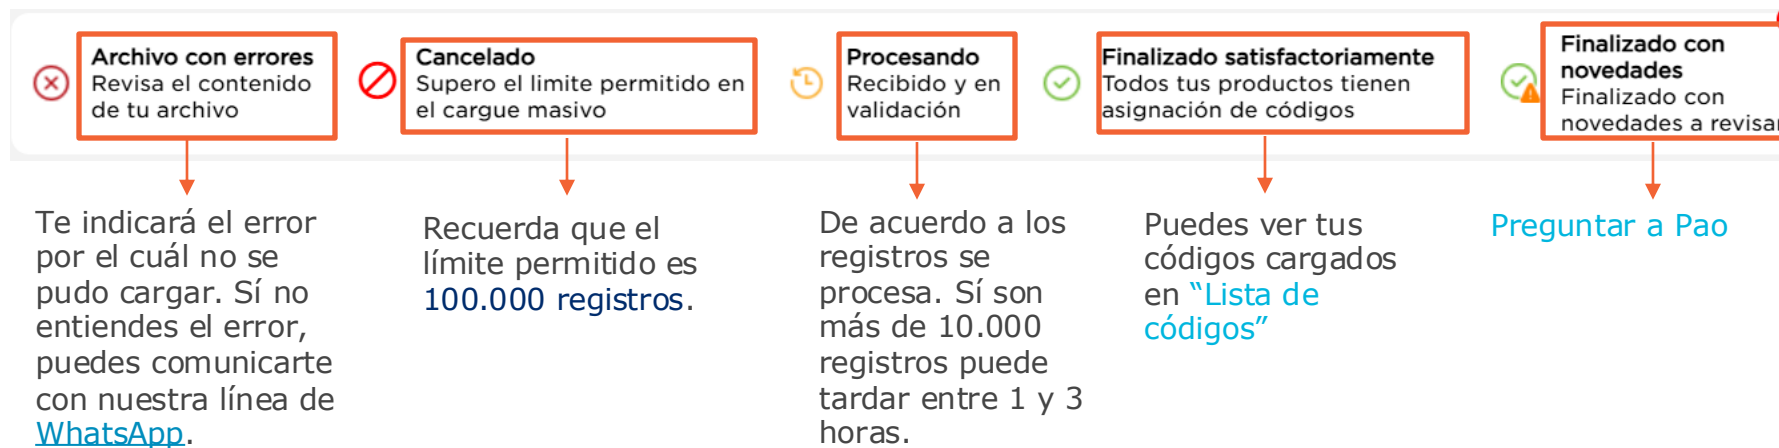 Archivo con errores
Revisa el contenido
de tu archivo
Cancelado
Supero el limite permitido en
el cargue masivo
Procesando
Recibido y en
validación
Finalizado satisfactoriamente
Todos tus productos tienen
asignación de códigos
Finalizado con
novedades
Finalizado con
novedades a revisar
Te indicará el error
por el cuál no se
pudo cargar. Sí no
entiendes el error,
puedes comunicarte
con nuestra línea de
WhatsApp.
Recuerda que el
límite permitido es
100.000 registros.
De acuerdo a los
registros se
procesa. Sí son
más de 10.000
registros puede
tardar entre 1 y 3
horas.
Puedes ver tus
códigos cargados
en “Lista de
códigos”
Preguntar a Pao